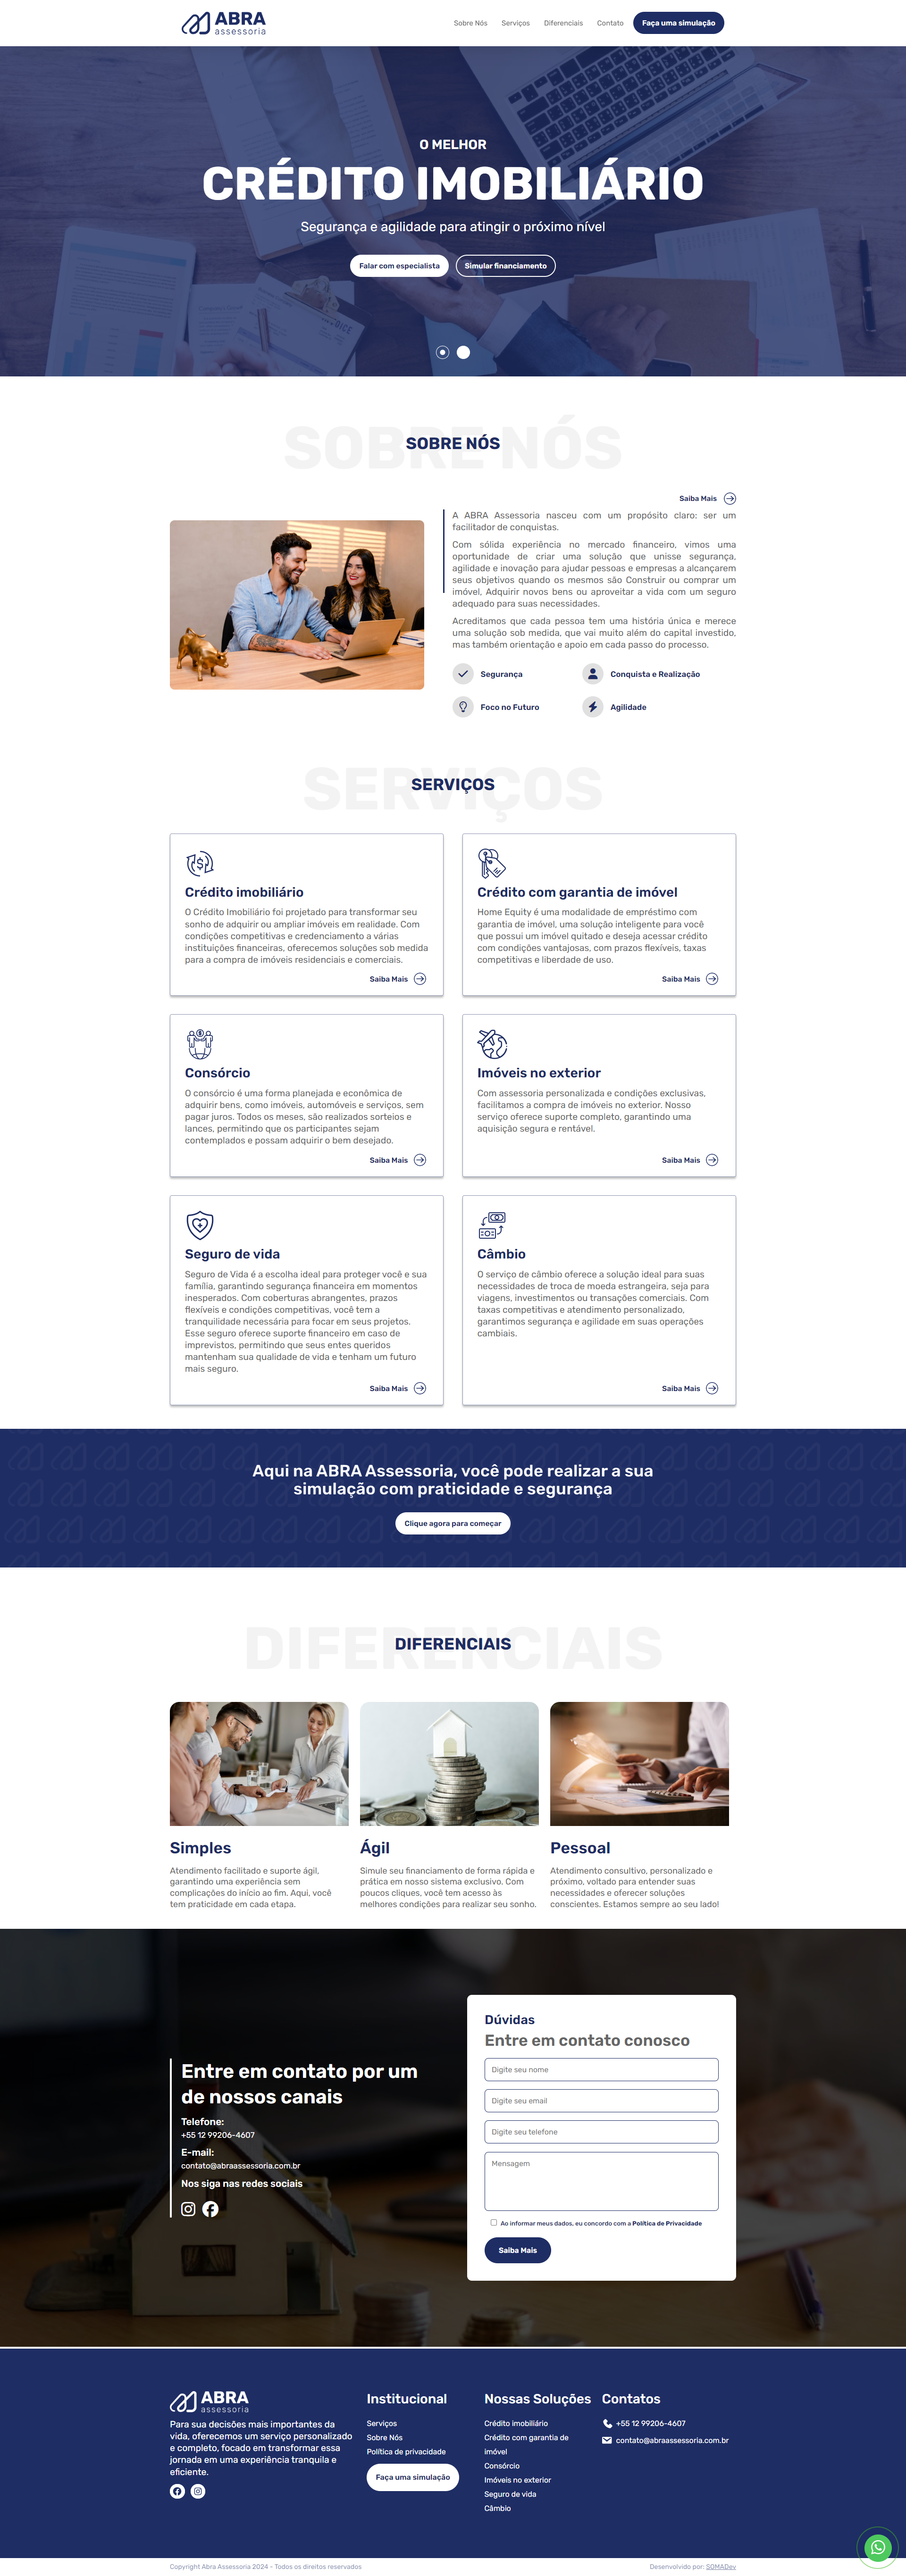 ABRA
assessoria
Sobre Nós
Serviços
Diferenciais
Contato
Faça uma simulação
O MELHOR
CRÉDITO IMOBILIÁRIO
Segurança e agilidade para atingir o próximo nível
Falar com especialista
Simular financiamento
SOBRE NÓS
SOBRE NÓS
Saiba Mais
A ABRA Assessoria nasceu com um propósito claro: ser um
facilitador de conquistas.
Com sólida experiência no mercado financeiro, vimos uma
oportunidade de criar uma solução que unisse segurança,
agilidade e inovação para ajudar pessoas e empresas a alcançarem
seus objetivos quando os mesmos são Construir ou comprar um
imóvel, Adquirir novos bens ou aproveitar a vida com um seguro
adequado para suas necessidades.
Acreditamos que cada pessoa tem uma história única e merece
uma solução sob medida, que vai muito além do capital investido,
mas também orientação e apoio em cada passo do processo.
Segurança
Conquista e Realização
Foco no Futuro
Agilidade
SERVIÇOS
SERVIÇOS
Crédito imobiliário
O Crédito Imobiliário foi projetado para transformar seu
sonho de adquirir ou ampliar imóveis em realidade. Com
condições competitivas e credenciamento a várias
instituições financeiras, oferecemos soluções sob medida
para a compra de imóveis residenciais e comerciais.
Saiba Mais
Crédito com garantia de imóvel
Home Equity é uma modalidade de empréstimo com
garantia de imóvel, uma solução inteligente para você
que possui um imóvel quitado e deseja acessar crédito
com condições vantajosas, com prazos flexíveis, taxas
competitivas e liberdade de uso.
Saiba Mais
Consórcio
O consórcio é uma forma planejada e econômica de
adquirir bens, como imóveis, automóveis e serviços, sem
pagar juros. Todos os meses, são realizados sorteios e
lances, permitindo que os participantes sejam
contemplados e possam adquirir o bem desejado.
Saiba Mais
Imóveis no exterior
Com assessoria personalizada e condições exclusivas,
facilitamos a compra de imóveis no exterior. Nosso
serviço oferece suporte completo, garantindo uma
aquisição segura e rentável.
Saiba Mais
Seguro de vida
Seguro de Vida é a escolha ideal para proteger você e sua
família, garantindo segurança financeira em momentos
inesperados. Com coberturas abrangentes, prazos
flexíveis e condições competitivas, você tem a
tranquilidade necessária para focar em seus projetos.
Esse seguro oferece suporte financeiro em caso de
imprevistos, permitindo que seus entes queridos
mantenham sua qualidade de vida e tenham um futuro
mais seguro.
Saiba Mais
Câmbio
O serviço de câmbio oferece a solução ideal para suas
necessidades de troca de moeda estrangeira, seja para
viagens, investimentos ou transações comerciais. Com
taxas competitivas e atendimento personalizado,
garantimos segurança e agilidade em suas operações
cambiais.
Saiba Mais
Aqui na ABRA Assessoria, você pode realizar a sua
simulação com praticidade e segurança
Clique agora para começar
DIFERENCIAIS
DIFERENCIAIS
Simples
Atendimento facilitado e suporte ágil,
garantindo uma experiência sem
complicações do início ao fim. Aqui, você
tem praticidade em cada etapa.
Ágil
Simule seu financiamento de forma rápida e
prática em nosso sistema exclusivo. Com
poucos cliques, você tem acesso às
melhores condições para realizar seu sonho.
Pessoal
Atendimento consultivo, personalizado e
próximo, voltado para entender suas
necessidades e oferecer soluções
conscientes. Estamos sempre ao seu lado!
Entre em contato por um
de nossos canais
Telefone:
+55 12 99206-4607
E-mail:
contato@abraassessoria.com.br
Nos siga nas redes sociais
Dúvidas
Entre em contato conosco
Digite seu nome
Digite seu email
Digite seu telefone
Mensagem
Ao informar meus dados, eu concordo com a Política de Privacidade
Saiba Mais
ABRA
assessoria
Para sua decisões mais importantes da
vida, oferecemos um serviço personalizado
e completo, focado em transformar essa
jornada em uma experiência tranquila e
eficiente.
Institucional
Serviços
Sobre Nós
Política de privacidade
Faça uma simulação
Nossas Soluções
Crédito imobiliário
Crédito com garantia de
imóvel
Consórcio
Imóveis no exterior
Seguro de vida
Câmbio
Contatos
+55 12 99206-4607
contato@abraassessoria.com.br
Copyright Abra Assessoria 2024 - Todos os direitos reservados
Desenvolvido por: SOMADev